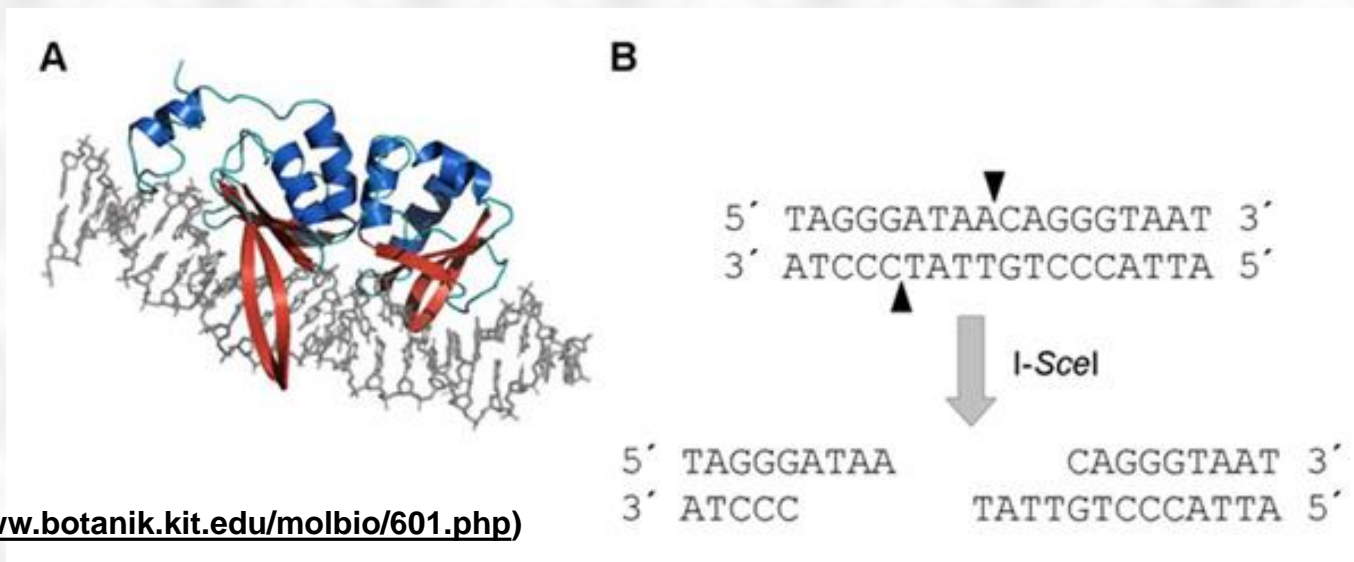 A
B
5´ TAGGGATAACAGGGTAAT 3´
3´ ATCCCTATTGTCCCATTA 5´
I-SceI
5´ TAGGGATAA CAGGGTAAT 3´
3´ ATCCC TATTGTCCCATTA 5´
w.botanik.kit.edu/molbio/601.php)